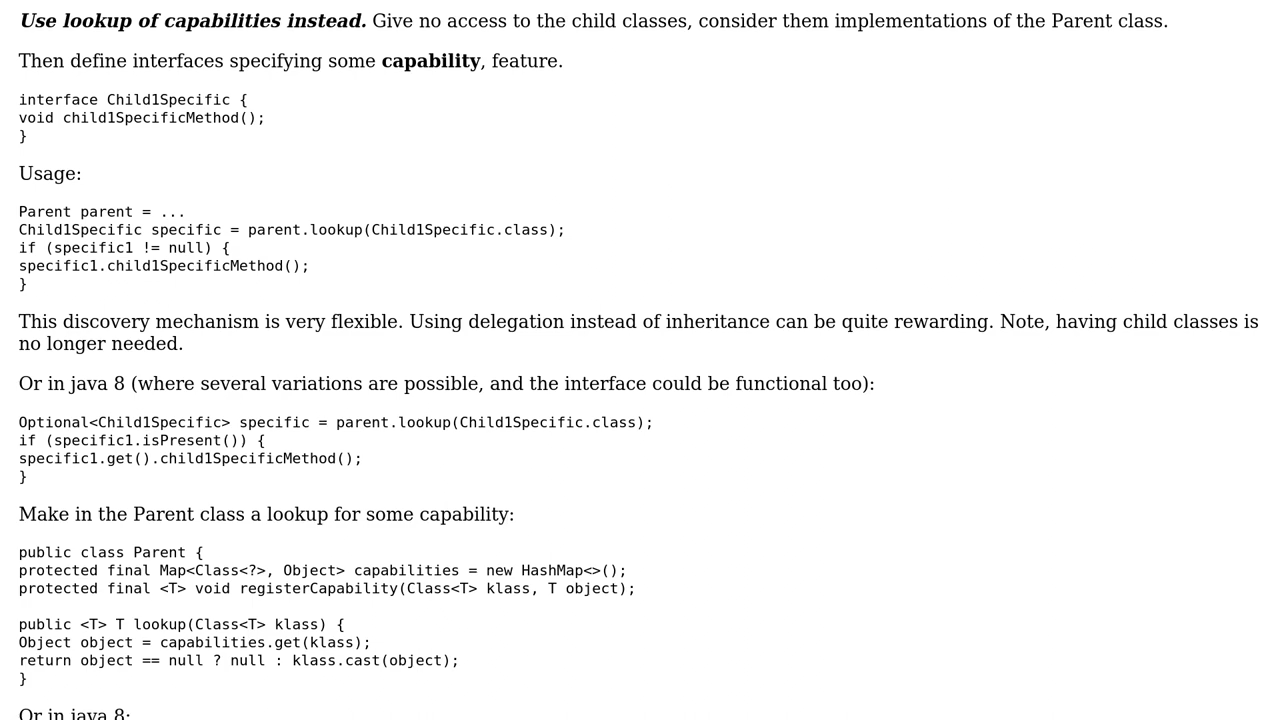 Use lookup of capabilities instead. Give no access to the child classes, consider them implementations of the Parent class.
Then define interfaces specifying some capability, feature.
interface Child1Specific {
void child1SpecificMethod();
}
Usage:
Parent parent = ...
Child1Specific specific = parent.lookup(Child1Specific.class);
if (specific1 != null) {
specific1.child1SpecificMethod();
}
This discovery mechanism is very flexible. Using delegation instead of inheritance can be quite rewarding. Note, having child classes is
no longer needed.
Or in java 8 (where several variations are possible, and the interface could be functional too):
Optional<Child1Specific> specific = parent.lookup(Child1Specific.class);
if (specific1.isPresent()) {
specific1.get().child1SpecificMethod();
}
Make in the Parent class a lookup for some capability:
public class Parent {
protected final Map<Class<?>, Object> capabilities = new HashMap<>();
protected final <T> void registerCapability(Class<T> klass, T object);
public <T> T lookup(Class<T> klass) {
Object object = capabilities.get(klass);
return object == null ? null : klass.cast(object);
}
Or in java 8: